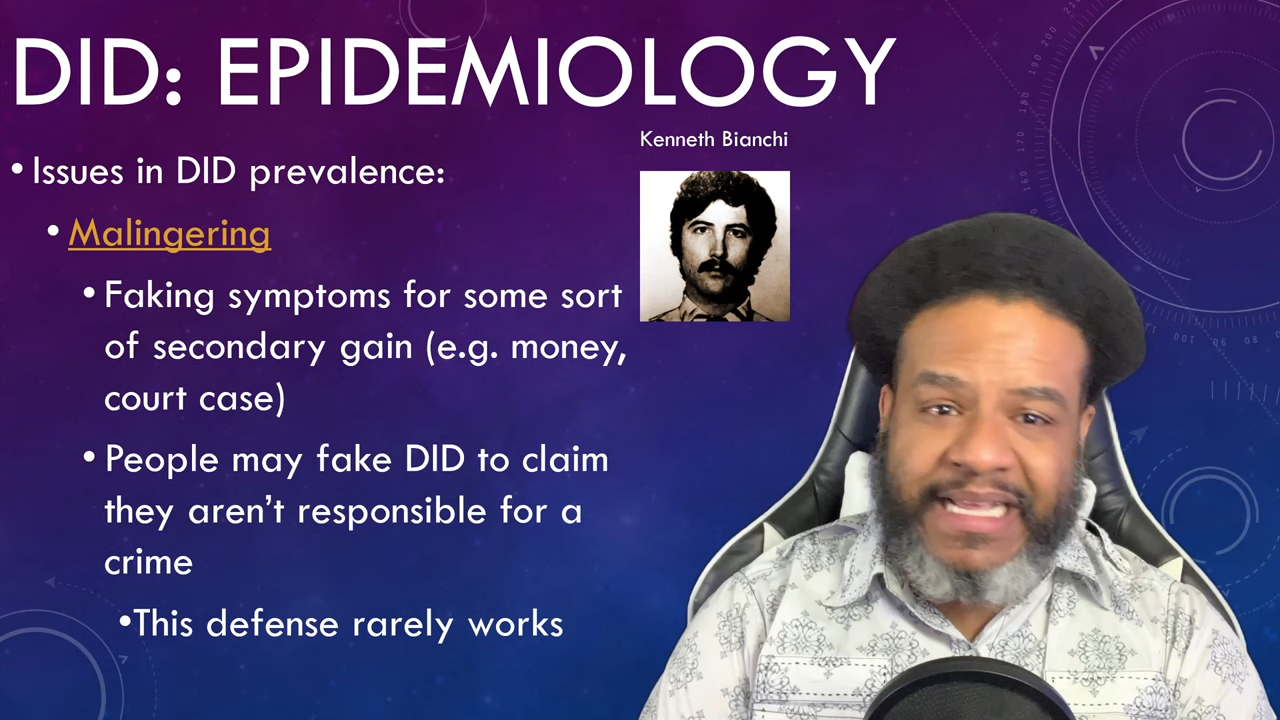 DID: EPIDEMIOLOGY
Kenneth Bianchi
• Issues in DID prevalence:
• Malingering
• Faking symptoms for some sort
of secondary gain (e.g. money,
court case)
• People may fake DID to claim
they aren’t responsible for a
crime
•This defense rarely works